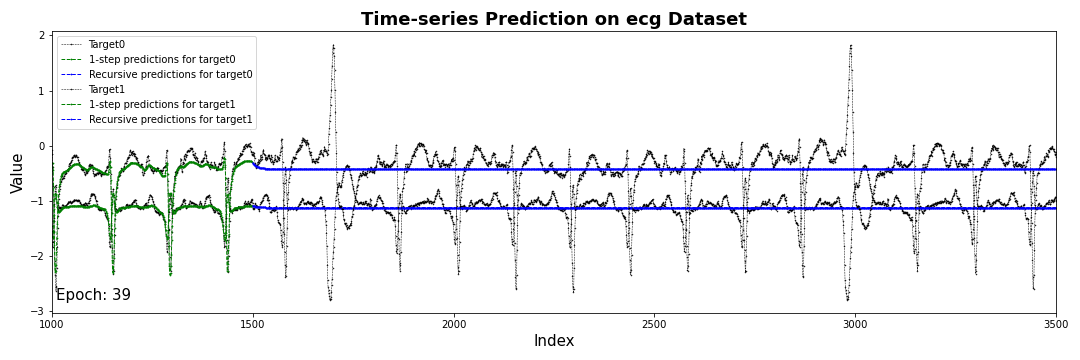 Time-series Prediction on ecg Dataset
Target0
1-step predictions for target0
Recursive predictions for target0
Target1
1-step predictions for target1
Recursive predictions for target1
2
1
0
−1
−2
−3
Value
Epoch: 39
1000 1500 2000 2500 3000 3500
Index